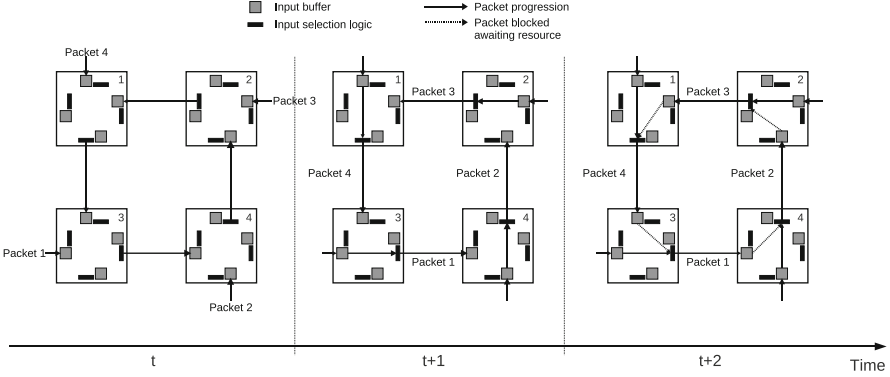 Input buffer
Packet progression
Input selection logic
Packet blocked
awaiting resource
Packet 4
1
2
Packet 3
3
4
Packet 1
Packet 2
1
2
Packet 3
Packet 4
Packet 2
3
4
Packet 1
1
2
Packet 3
Packet 4
Packet 2
3
4
Packet 1
t
t+1
t+2
Time